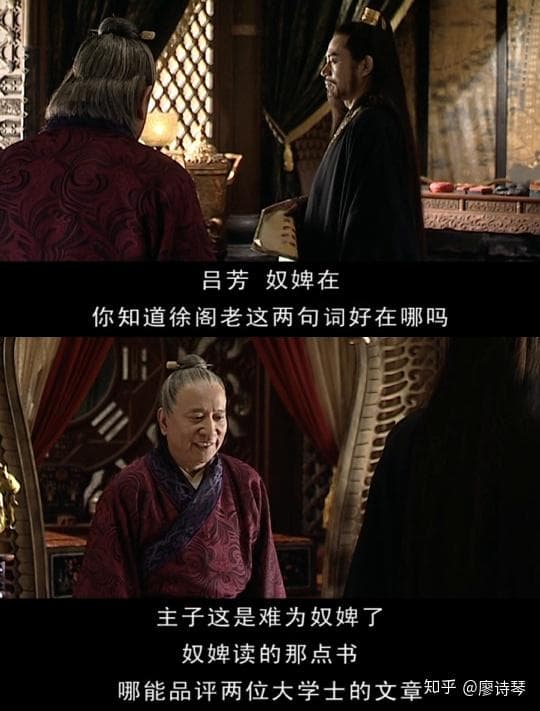 吕芳 奴婢在
你知道徐阁老这两句词好在哪吗
主子这是难为奴婢了
奴婢读的那点书
哪能品评两位大学士的文章
知乎 @廖诗琴